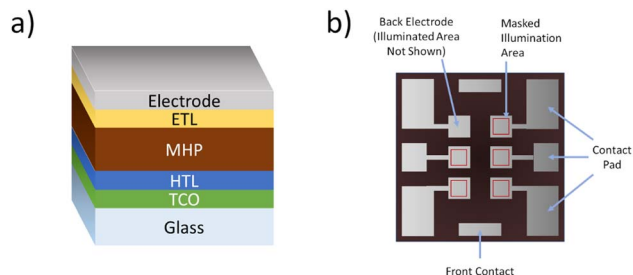 a)
Electrode
ETL
MHP
HTL
TCO
Glass
b)
Back Electrode
(Illuminated Area
Not Shown)
Masked
Illumination
Area
Contact
Pad
Front Contact